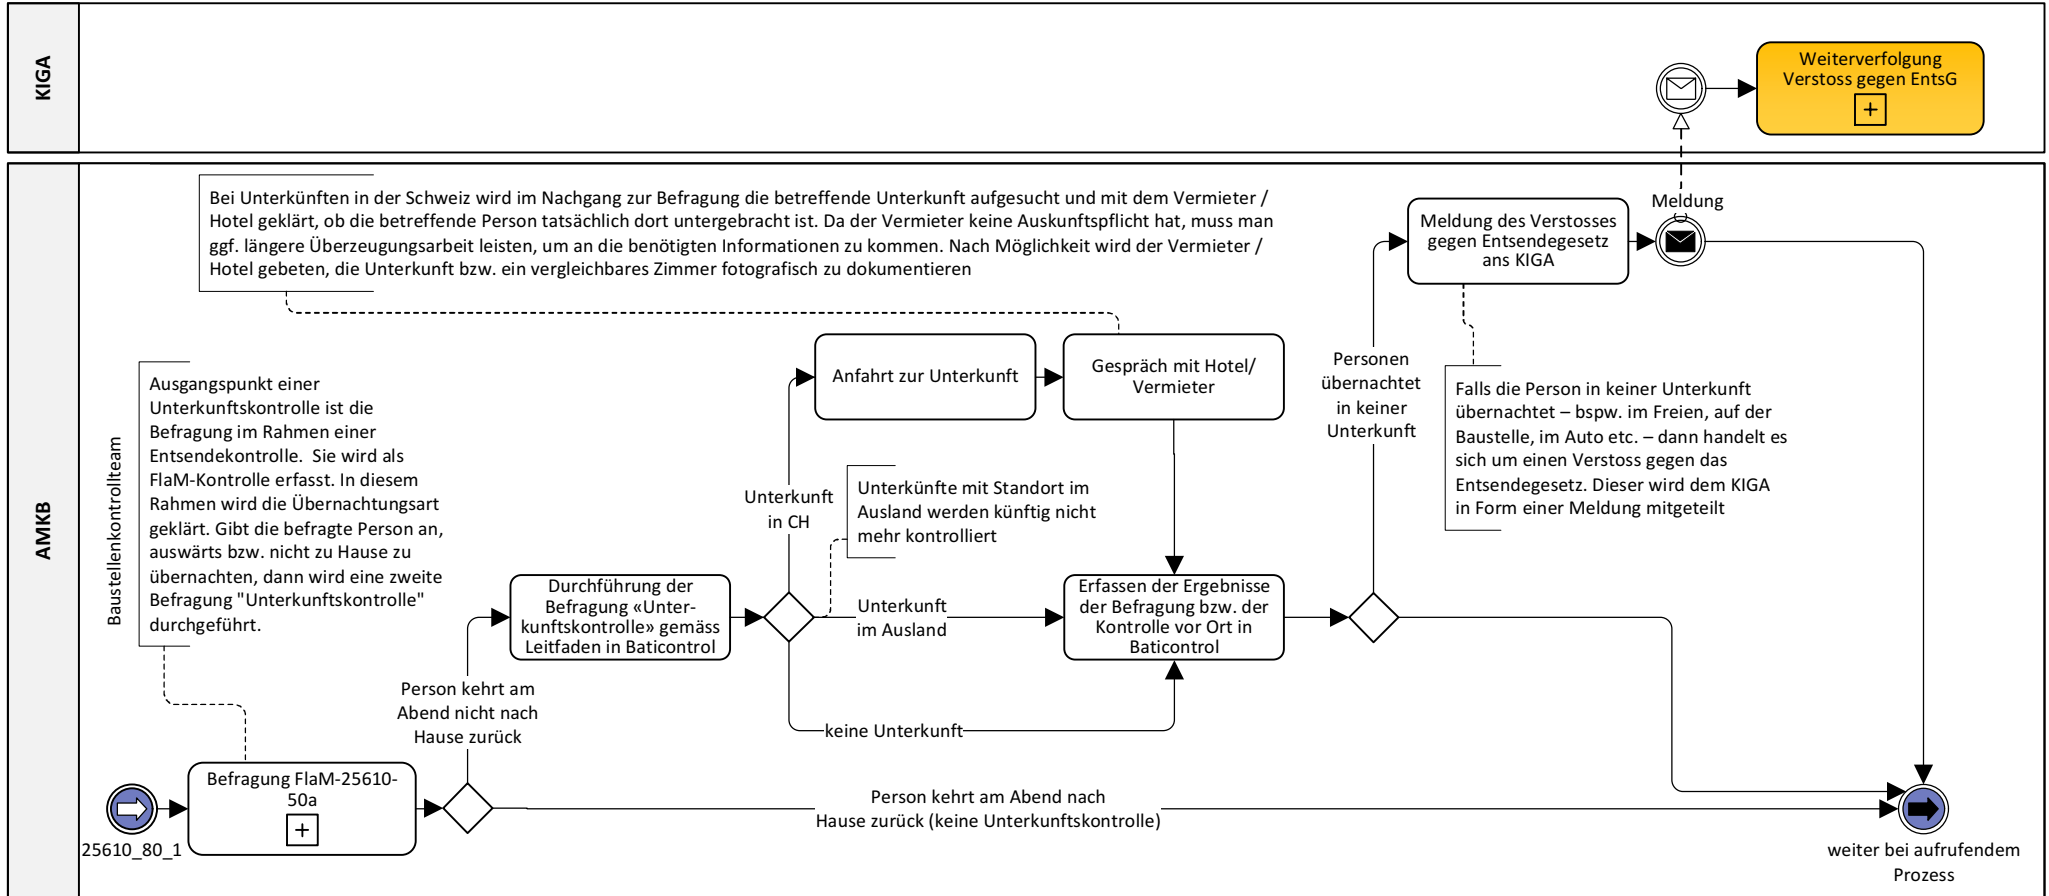 KIGA
Weiterverfolgung
Verstoss gegen EntsG
AMKB
Baustellenkontrollteam
Bei Unterkünften in der Schweiz wird im Nachgang zur Befragung die betreffende Unterkunft aufgesucht und mit dem Vermieter /
Hotel geklärt, ob die betreffende Person tatsächlich dort untergebracht ist. Da der Vermieter keine Auskunftspflicht hat, muss man
ggf. längere Überzeugungsarbeit leisten, um an die benötigten Informationen zu kommen. Nach Möglichkeit wird der Vermieter /
Hotel gebeten, die Unterkunft bzw. ein vergleichbares Zimmer fotografisch zu dokumentieren
Meldung des Verstosses
gegen Entsendegesetz
ans KIGA
Meldung
Ausgangspunkt einer
Unterkunftskontrolle ist die
Befragung im Rahmen einer
Entsendekontrolle.  Sie wird als
FlaM-Kontrolle erfasst. In diesem
Rahmen wird die Übernachtungsart
geklärt. Gibt die befragte Person an,
auswärts bzw. nicht zu Hause zu
übernachten, dann wird eine zweite
Befragung "Unterkunftskontrolle"
durchgeführt.
Anfahrt zur Unterkunft
Gespräch mit Hotel/
Vermieter
Personen
übernachtet
in keiner
Unterkunft
Falls die Person in keiner Unterkunft
übernachtet – bspw. im Freien, auf der
Baustelle, im Auto etc. – dann handelt es
sich um einen Verstoss gegen das
Entsendegesetz. Dieser wird dem KIGA
in Form einer Meldung mitgeteilt
Unterkunft
in CH
Unterkünfte mit Standort im
Ausland werden künftig nicht
mehr kontrolliert
Durchführung der
Befragung «Unter-
kunftskontrolle» gemäss
Leitfaden in Baticontrol
Unterkunft
im Ausland
Erfassen der Ergebnisse
der Befragung bzw. der
Kontrolle vor Ort in
Baticontrol
Person kehrt am
Abend nicht nach
Hause zurück
keine Unterkunft
Befragung FlaM-25610-
50a
25610_80_1
Person kehrt am Abend nach
Hause zurück (keine Unterkunftskontrolle)
weiter bei aufrufendem
Prozess